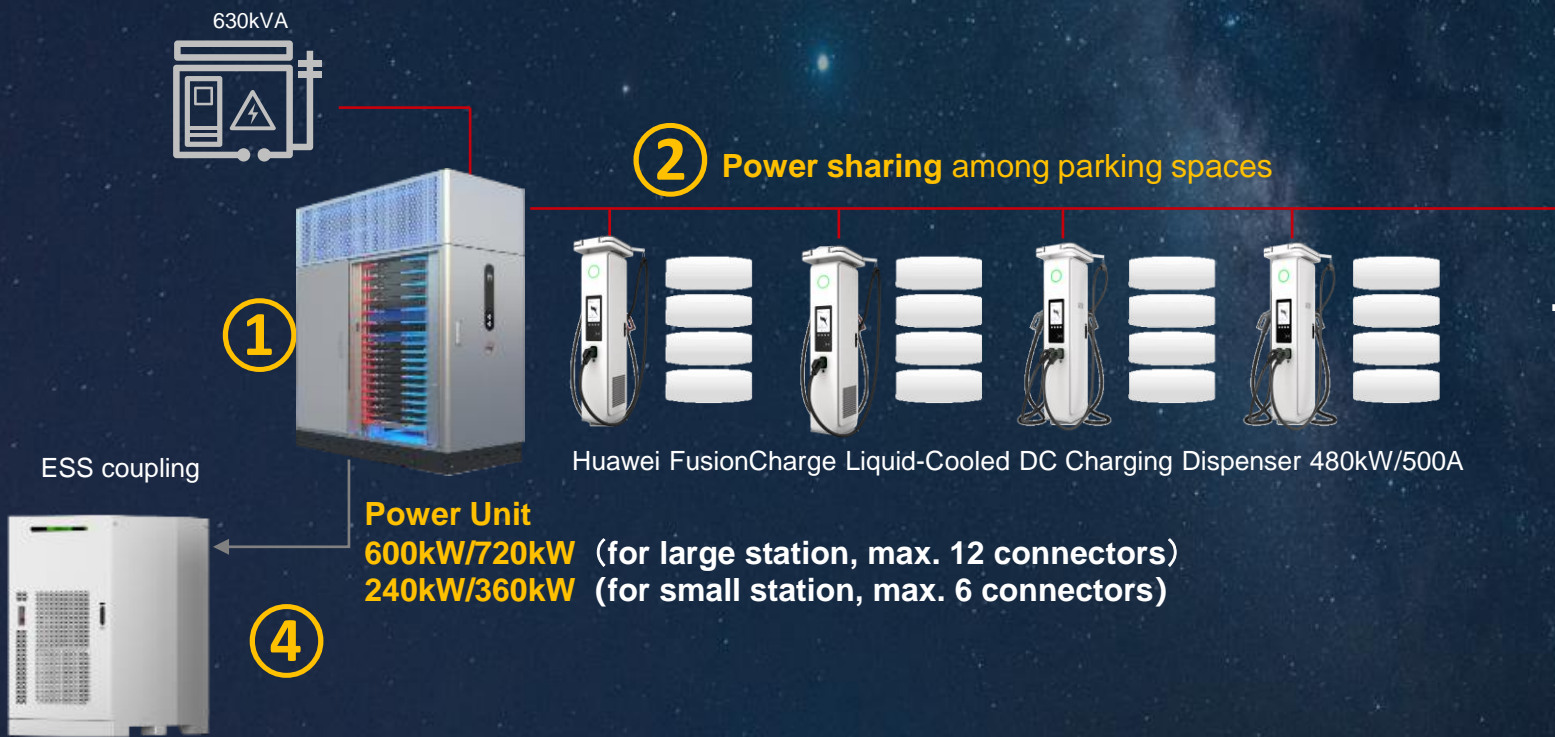 630kVA
② Power sharing among parking spaces
①
Huawei FusionCharge Liquid-Cooled DC Charging Dispenser 480kW/500A
ESS coupling
Power Unit
600kW/720kW（for large station, max. 12 connectors）
240kW/360kW (for small station, max. 6 connectors)
④